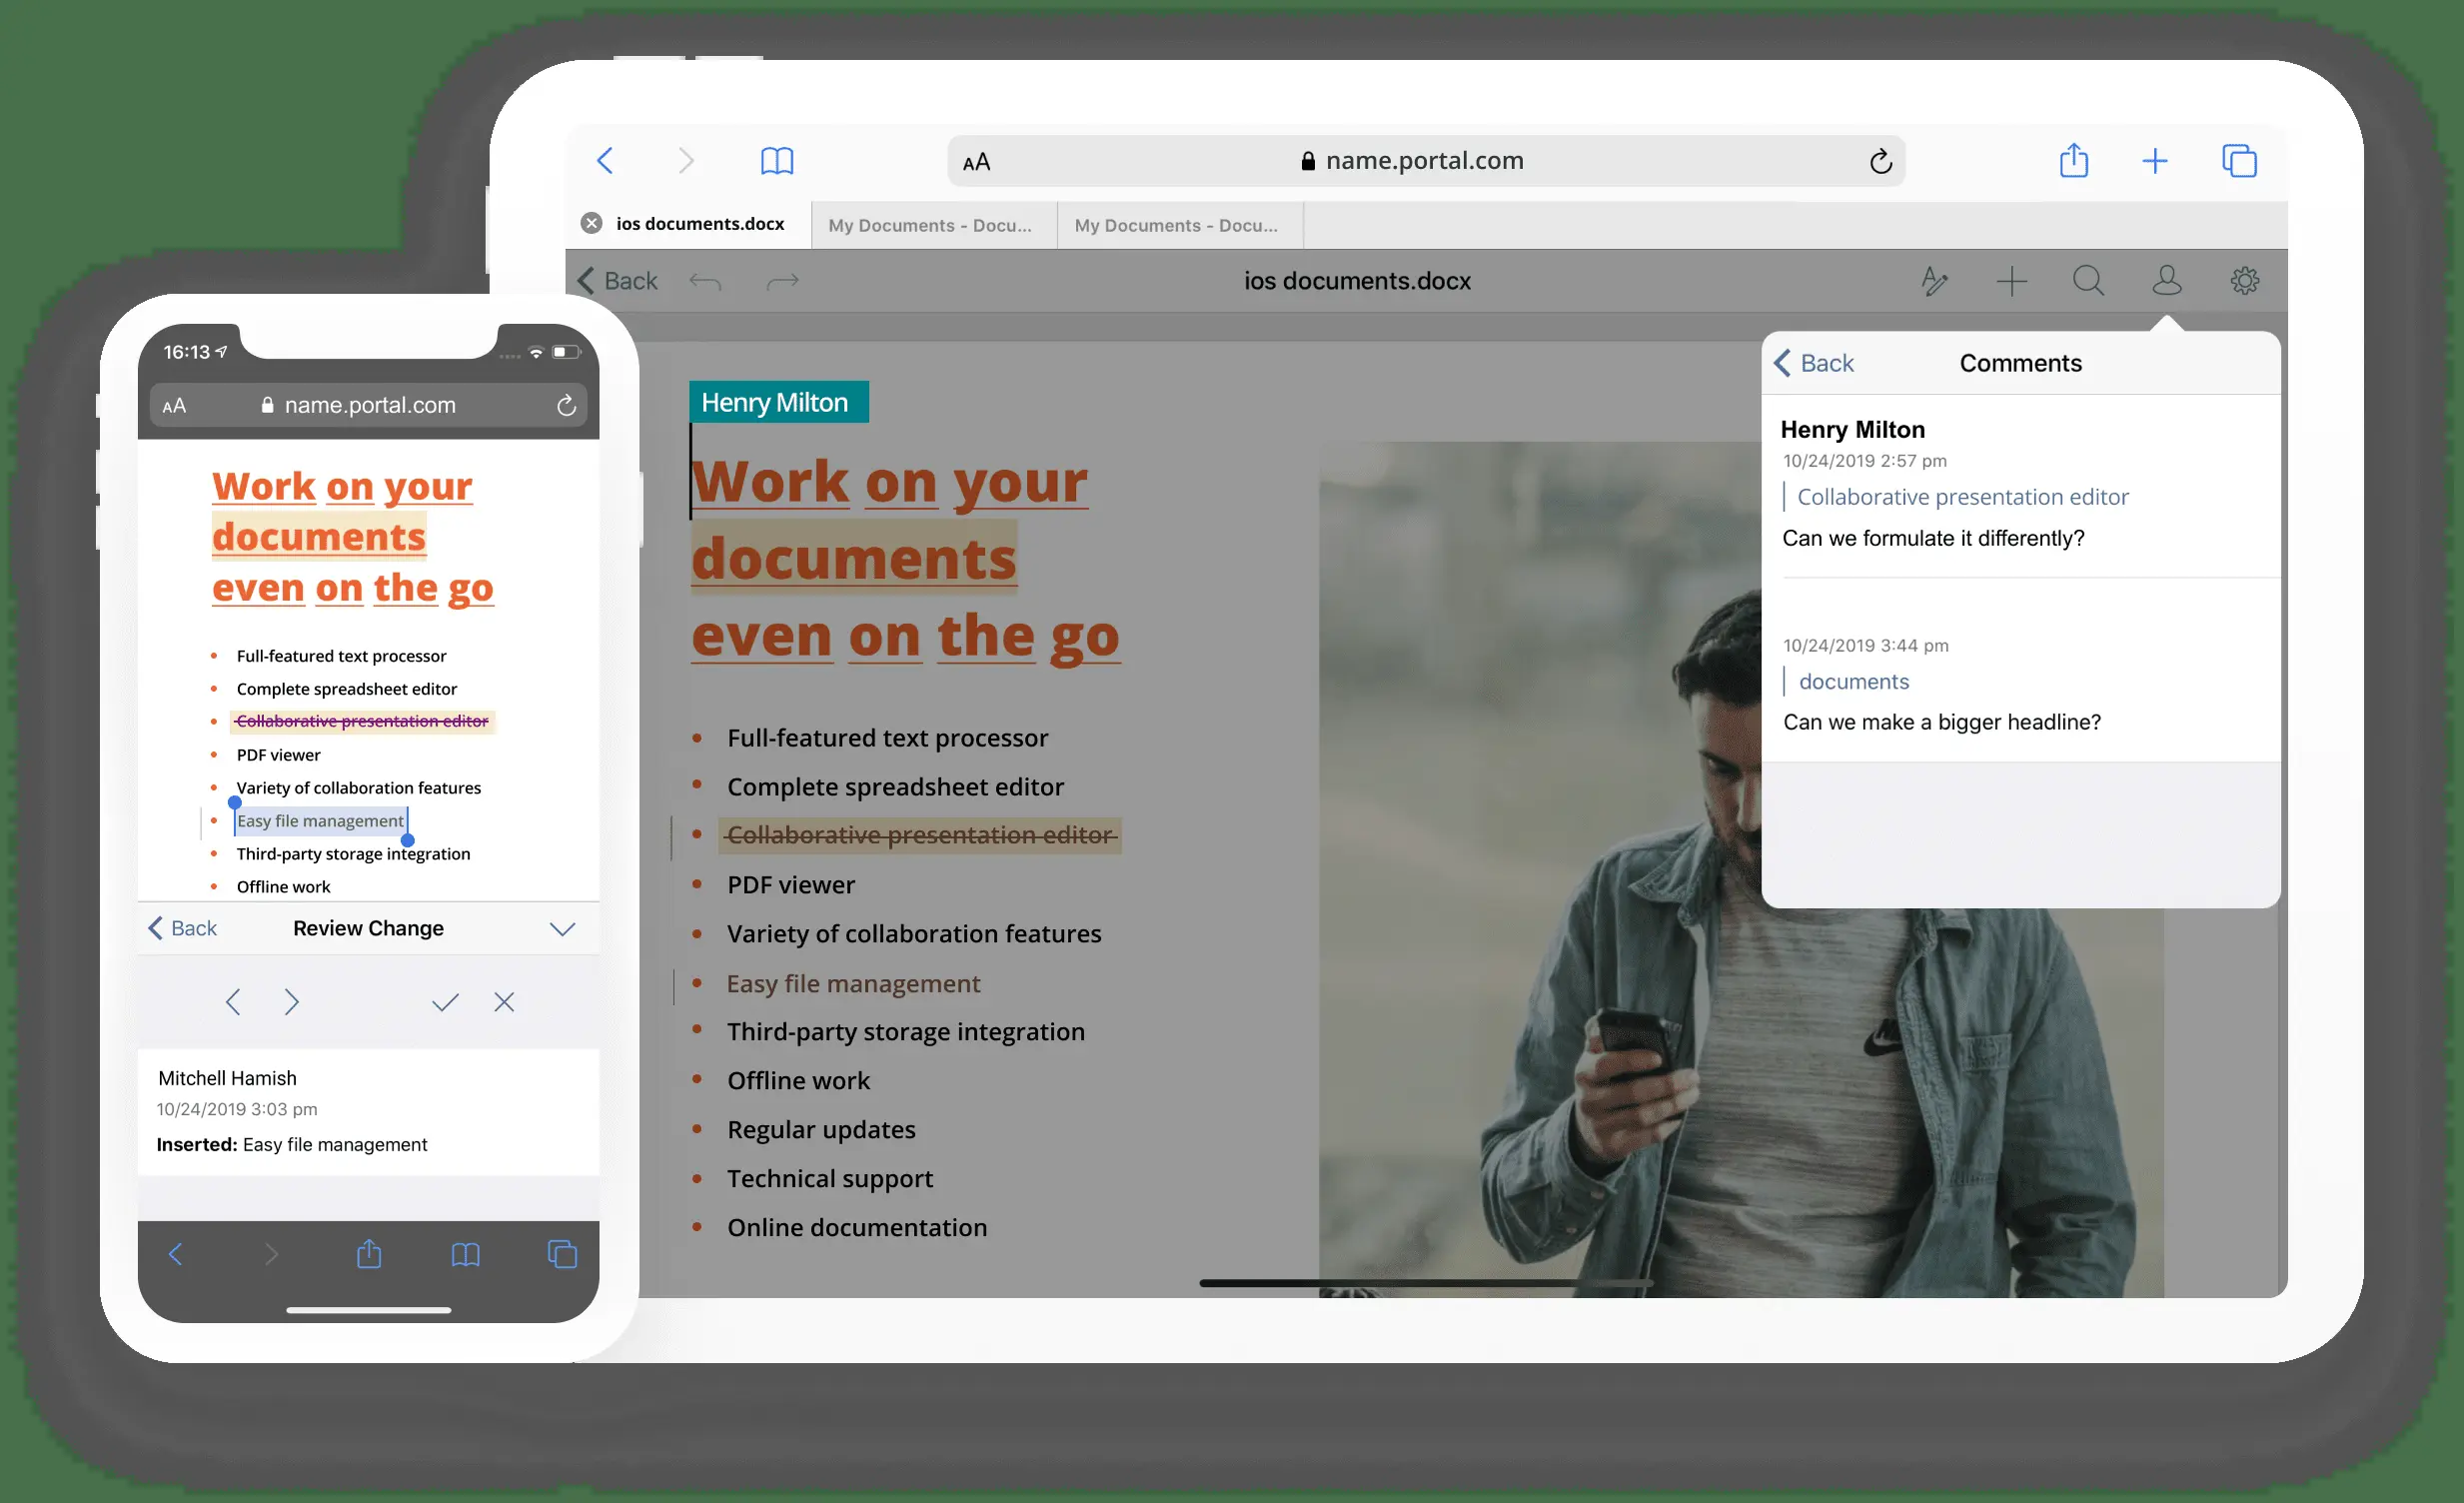 AA name.portal.com
ios documents.docx
My Documents - Docu...
My Documents - Docu...
Back
ios documents.docx
Henry Milton
Work on your
documents
even on the go
Full-featured text processor
Complete spreadsheet editor
Collaborative presentation editor
PDF viewer
Variety of collaboration features
Easy file management
Third-party storage integration
Offline work
Regular updates
Technical support
Online documentation
Back
Comments
Henry Milton
10/24/2019 2:57 pm
Collaborative presentation editor
Can we formulate it differently?
10/24/2019 3:44 pm
documents
Can we make a bigger headline?
16:13
AA name.portal.com
Work on your
documents
even on the go
Full-featured text processor
Complete spreadsheet editor
Collaborative presentation editor
PDF viewer
Variety of collaboration features
Easy file management
Third-party storage integration
Offline work
Back
Review Change
Mitchell Hamish
10/24/2019 3:03 pm
Inserted: Easy file management